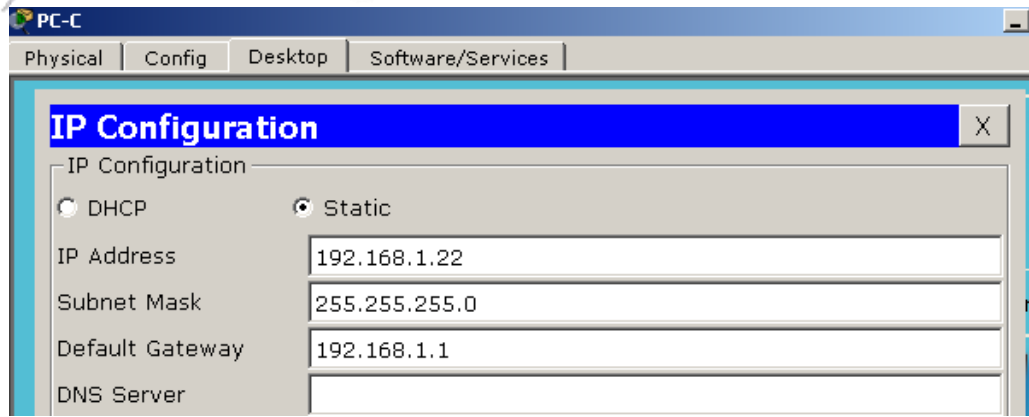 PC-C
Physical Config Desktop Software/Services
IP Configuration X
IP Configuration
DHCP Static
IP Address 192.168.1.22
Subnet Mask 255.255.255.0
Default Gateway 192.168.1.1
DNS Server